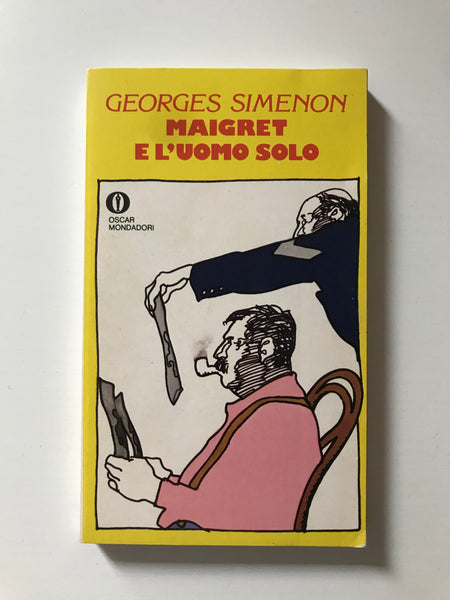 GEORGES SIMENON
MAIGRET
E L'UOMO SOLO
OSCAR
MONDADORI